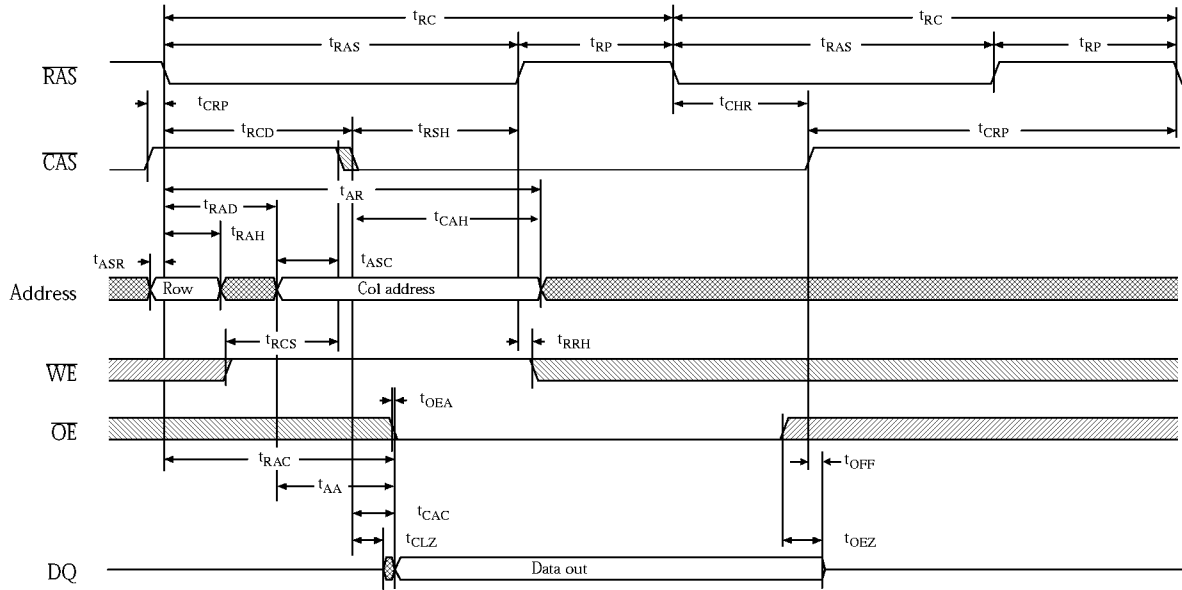 tRC tRC
tRAS tRP tRAS tRP
RAS
tCRP tCHR
tRCD tRSH tCRP
CAS
tAR
tRAD tCAH
tRAH
tASR tASC
Address Row Col address
tRCS tRRH
WE
tOEA
OE
tRAC tOFF
tAA
tCAC
tCLZ tOEZ
DQ Data out